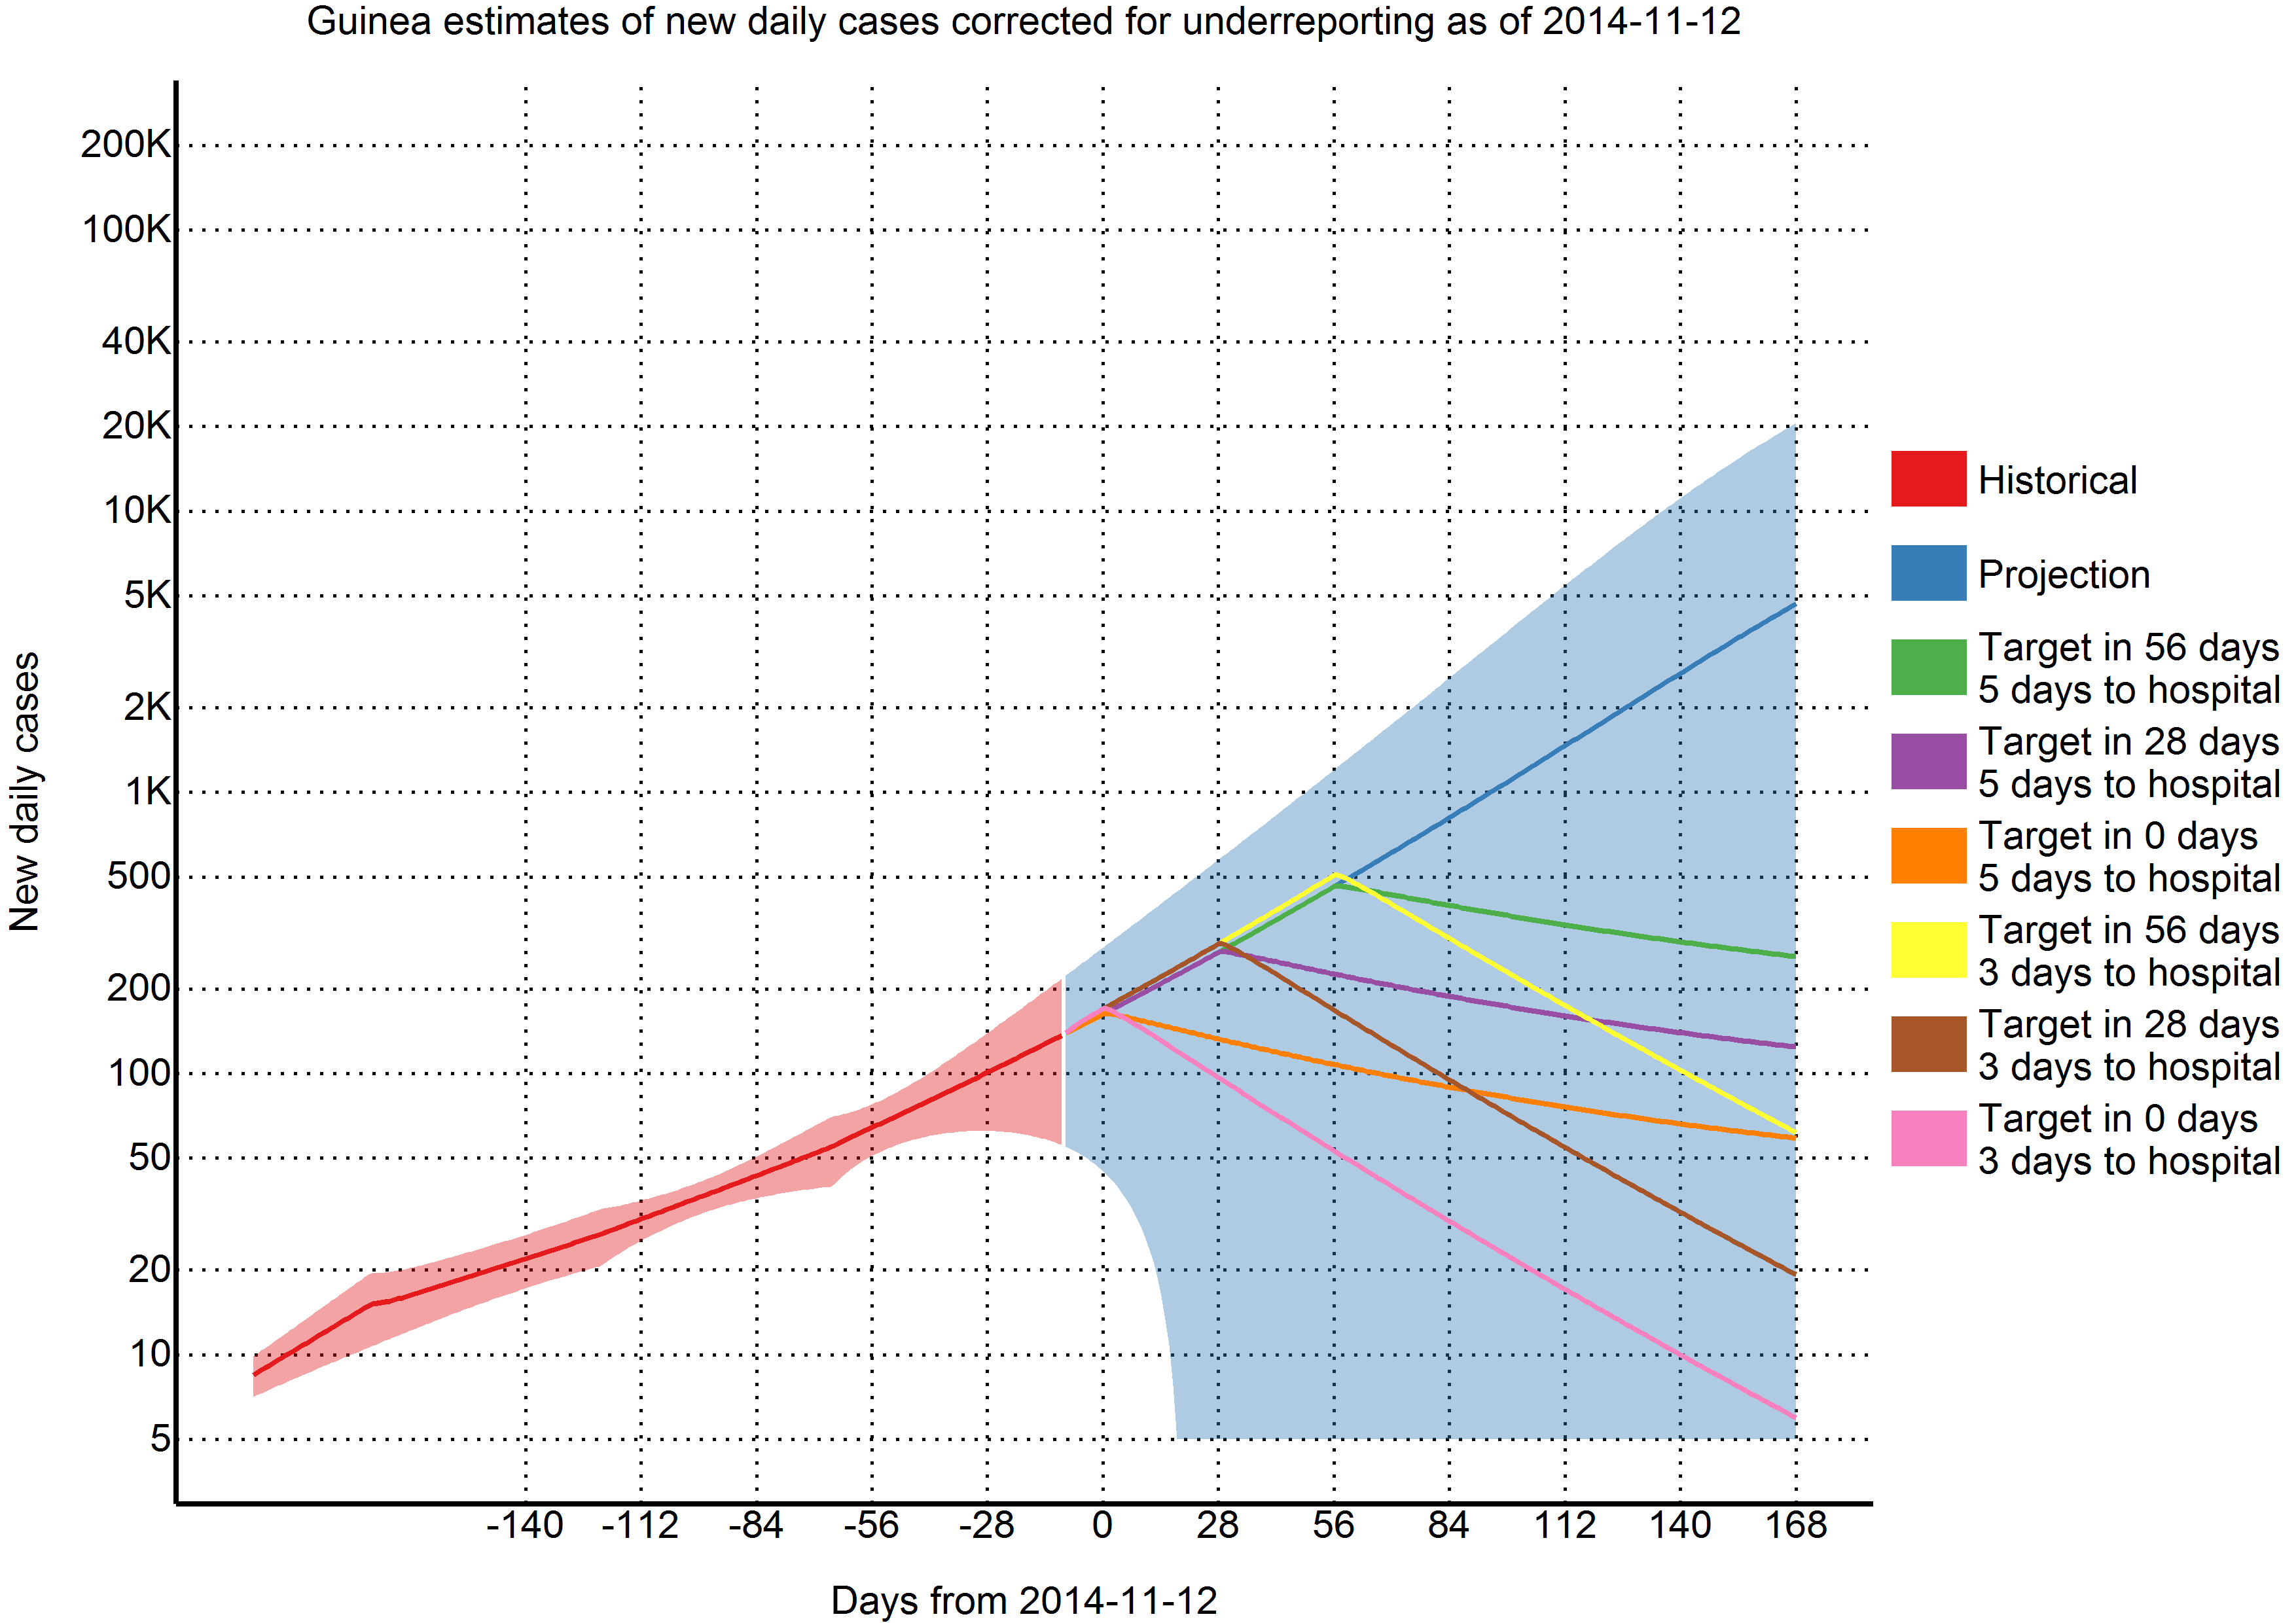 Guinea estimates of new daily cases corrected for underreporting as of 2014-11-12
200K
100K
40K
20K
10K
5K
2K
1K
500
200
100
50
20
10
5
New daily cases
-140 -112 -84 -56 -28 0 28 56 84 112 140 168
Days from 2014-11-12
Historical
Projection
Target in 56 days
5 days to hospital
Target in 28 days
5 days to hospital
Target in 0 days
5 days to hospital
Target in 56 days
3 days to hospital
Target in 28 days
3 days to hospital
Target in 0 days
3 days to hospital